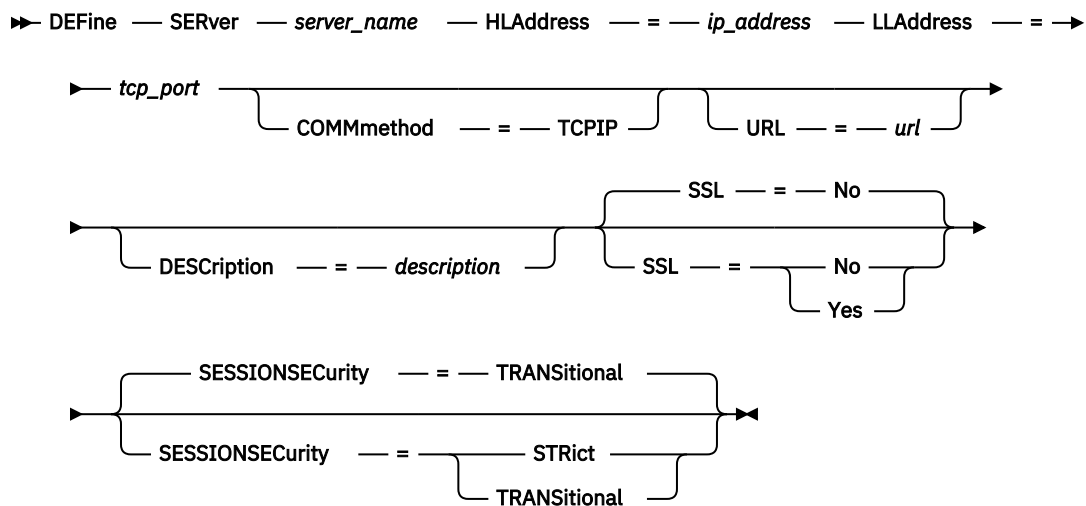 DEFine SERver server_name HLAddress = ip_address LLAddress =
tcp_port
COMMmethod = TCPIP URL = url
SSL = No
DESCription = description SSL = No
Yes
SESSIONSECurity = TRANSitional
SESSIONSECurity = STRict
TRANSitional